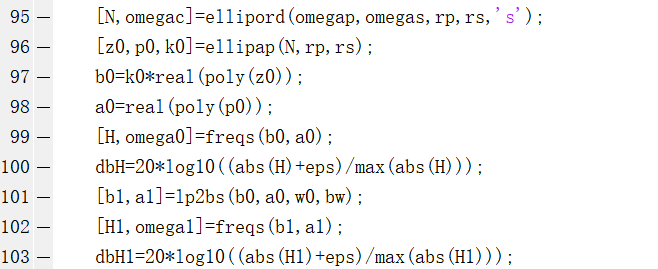 95 — [N,omegac]=ellipord(omegap,omegas,rp,rs,'s');
96 — [z0,p0,k0]=ellipap(N,rp,rs);
97 — b0=k0*real(poly(z0));
98 — a0=real(poly(p0));
99 — [H,omega0]=freqs(b0,a0);
100 — dbH=20*log10((abs(H)+eps)/max(abs(H)));
101 — [b1,a1]=lp2bs(b0,a0,w0,bw);
102 — [H1,omega1]=freqs(b1,a1);
103 — dbH1=20*log10((abs(H1)+eps)/max(abs(H1)));